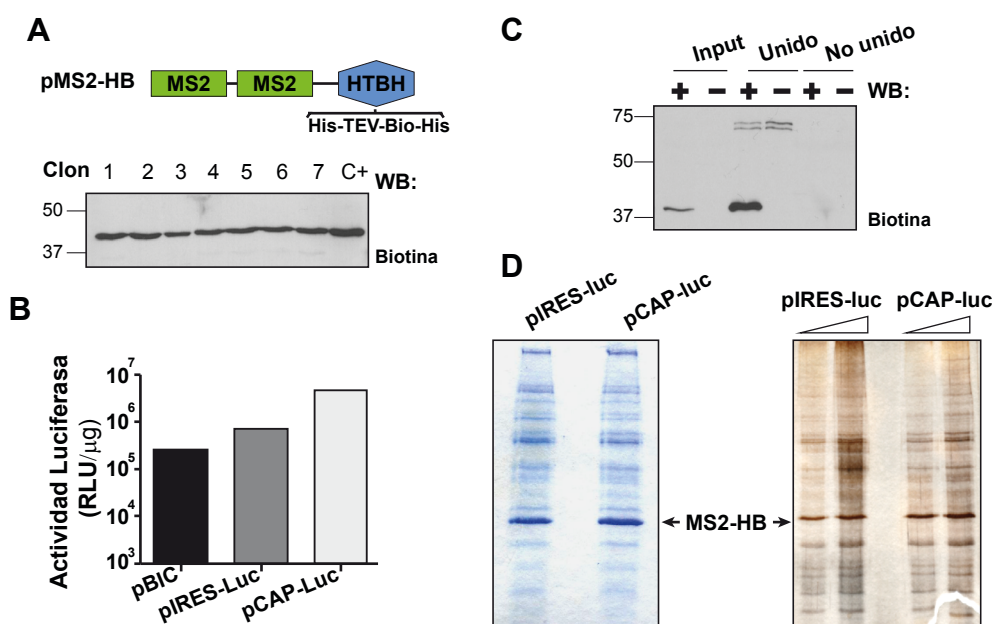 A
pMS2-HB
MS2 MS2 HTBH
His-TEV-Bio-His
Clon 1 2 3 4 5 6 7 C+ WB:
50
37
Biotina
B
Actividad Luciferasa
(RLU/µg)
10⁷
10⁶
10⁵
10⁴
10³
pBIC pIRES-Luc pCAP-Luc
C
Input Unido No unido
+ - + - + - WB:
75
50
37
Biotina
D
pIRES-luc pCAP-luc
pIRES-luc pCAP-luc
MS2-HB